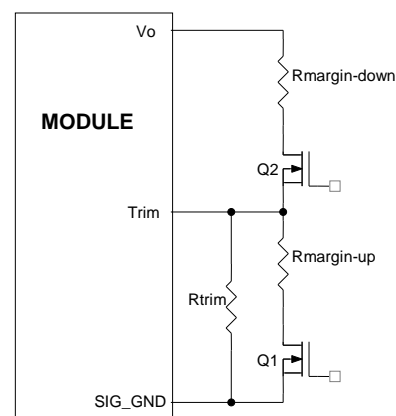 Vo
Rmargin-down
MODULE
Q2
Trim
Rmargin-up
Rtrim
Q1
SIG_GND